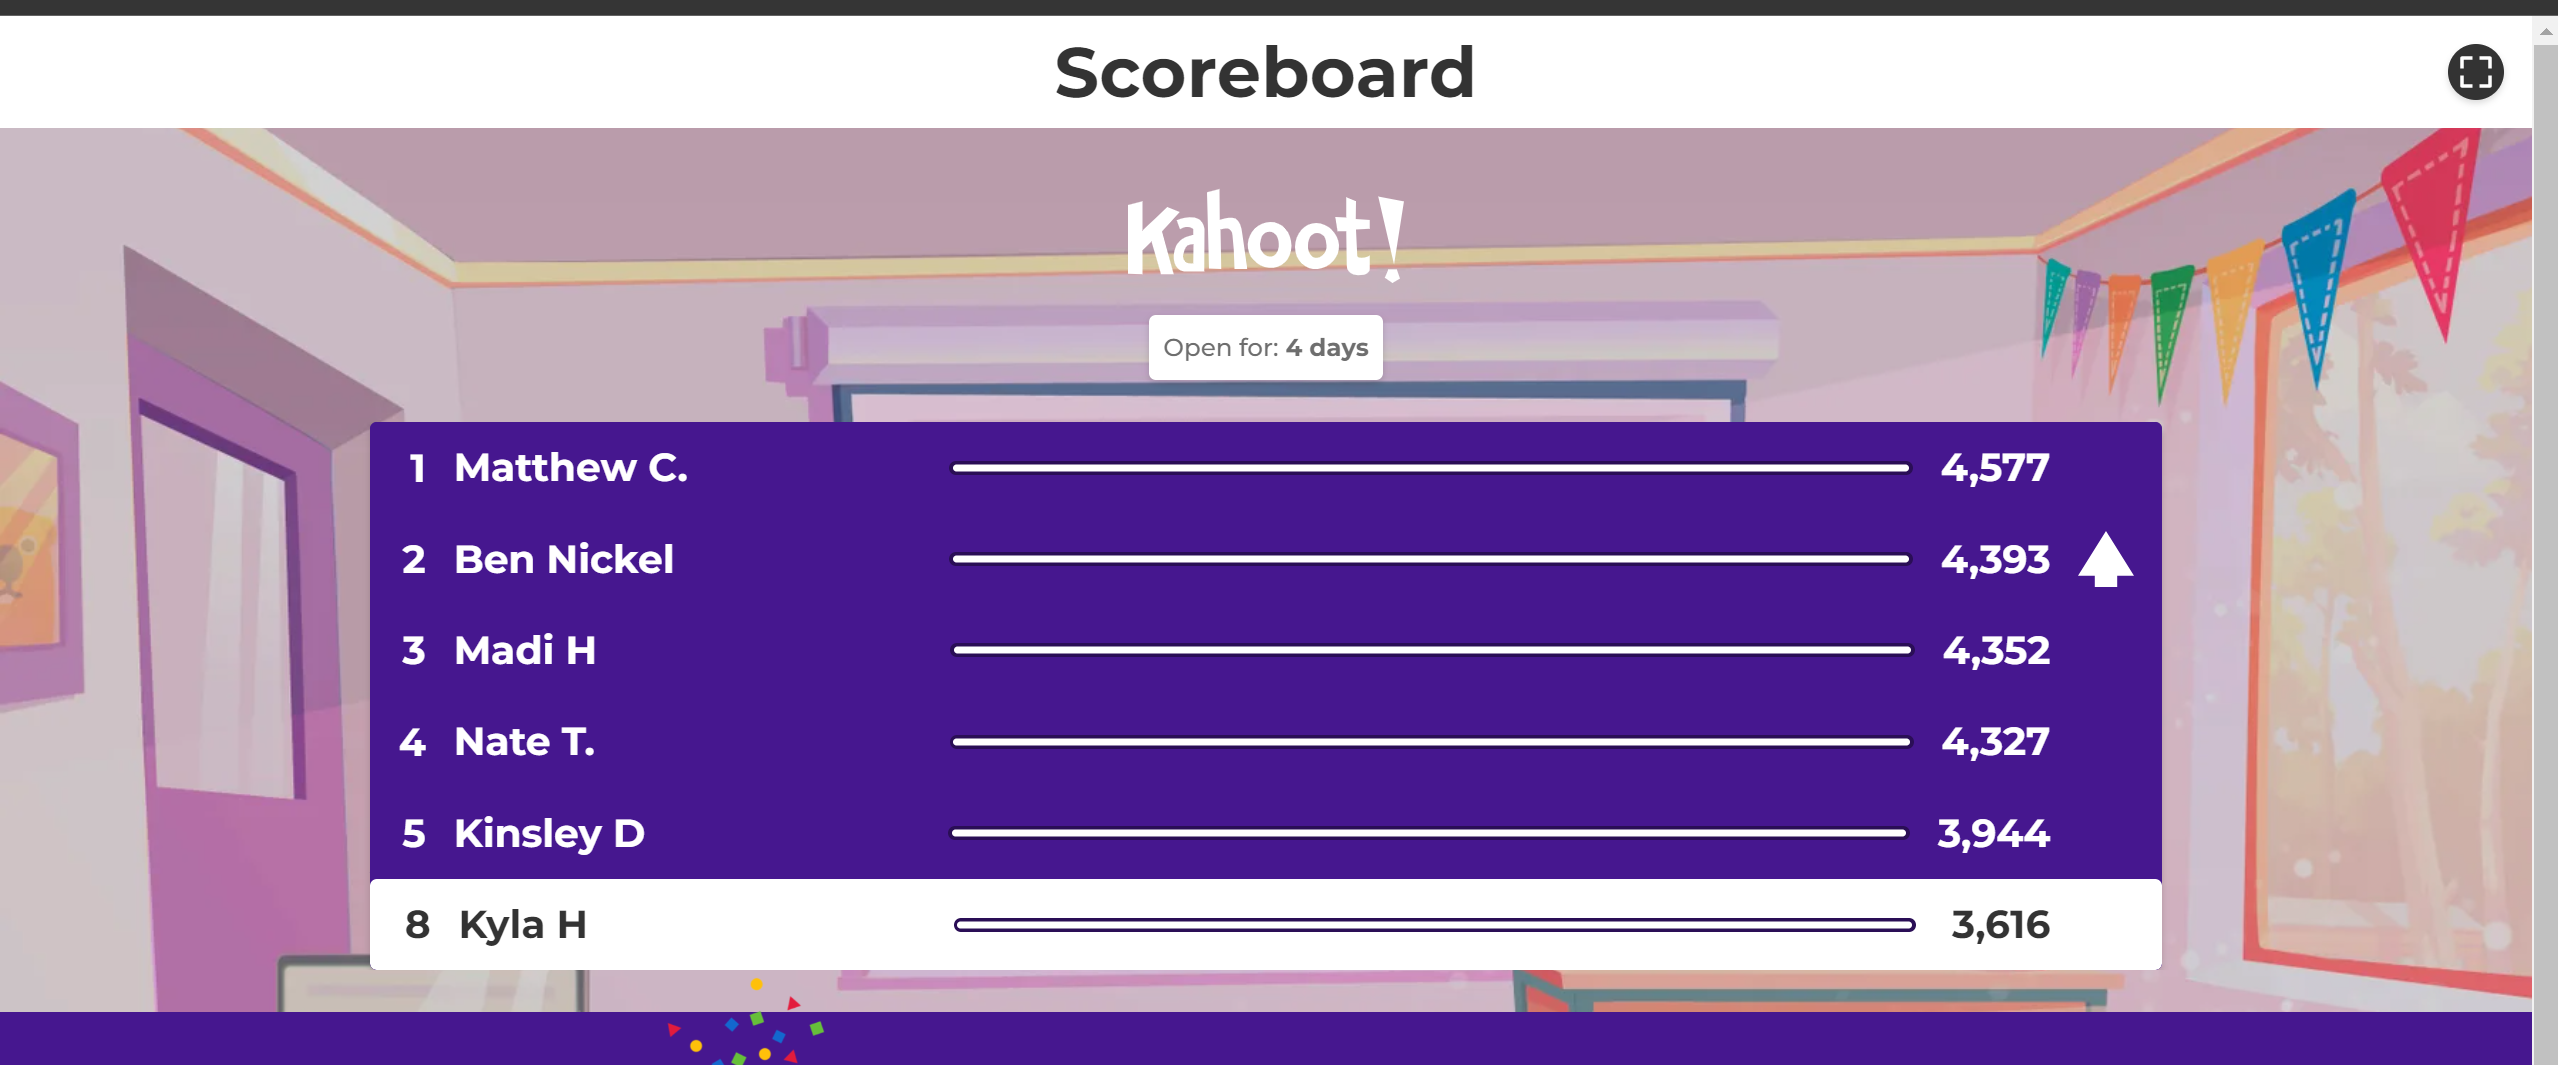 Scoreboard
Kahoot!
Open for: 4 days
1 Matthew C. 4,577
2 Ben Nickel 4,393
3 Madi H 4,352
4 Nate T. 4,327
5 Kinsley D 3,944
8 Kyla H 3,616